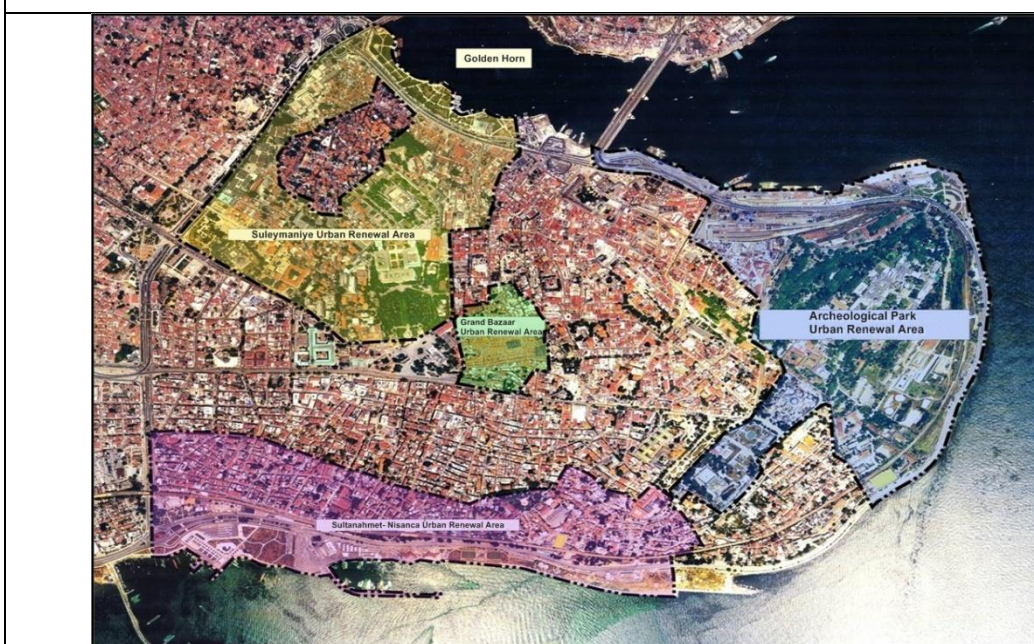 Golden Horn
Suleymaniye Urban Renewal Area
Grand Bazaar
Urban Renewal Area
Archeological Park
Urban Renewal Area
Sultanahmet- Nisanca Urban Renewal Area